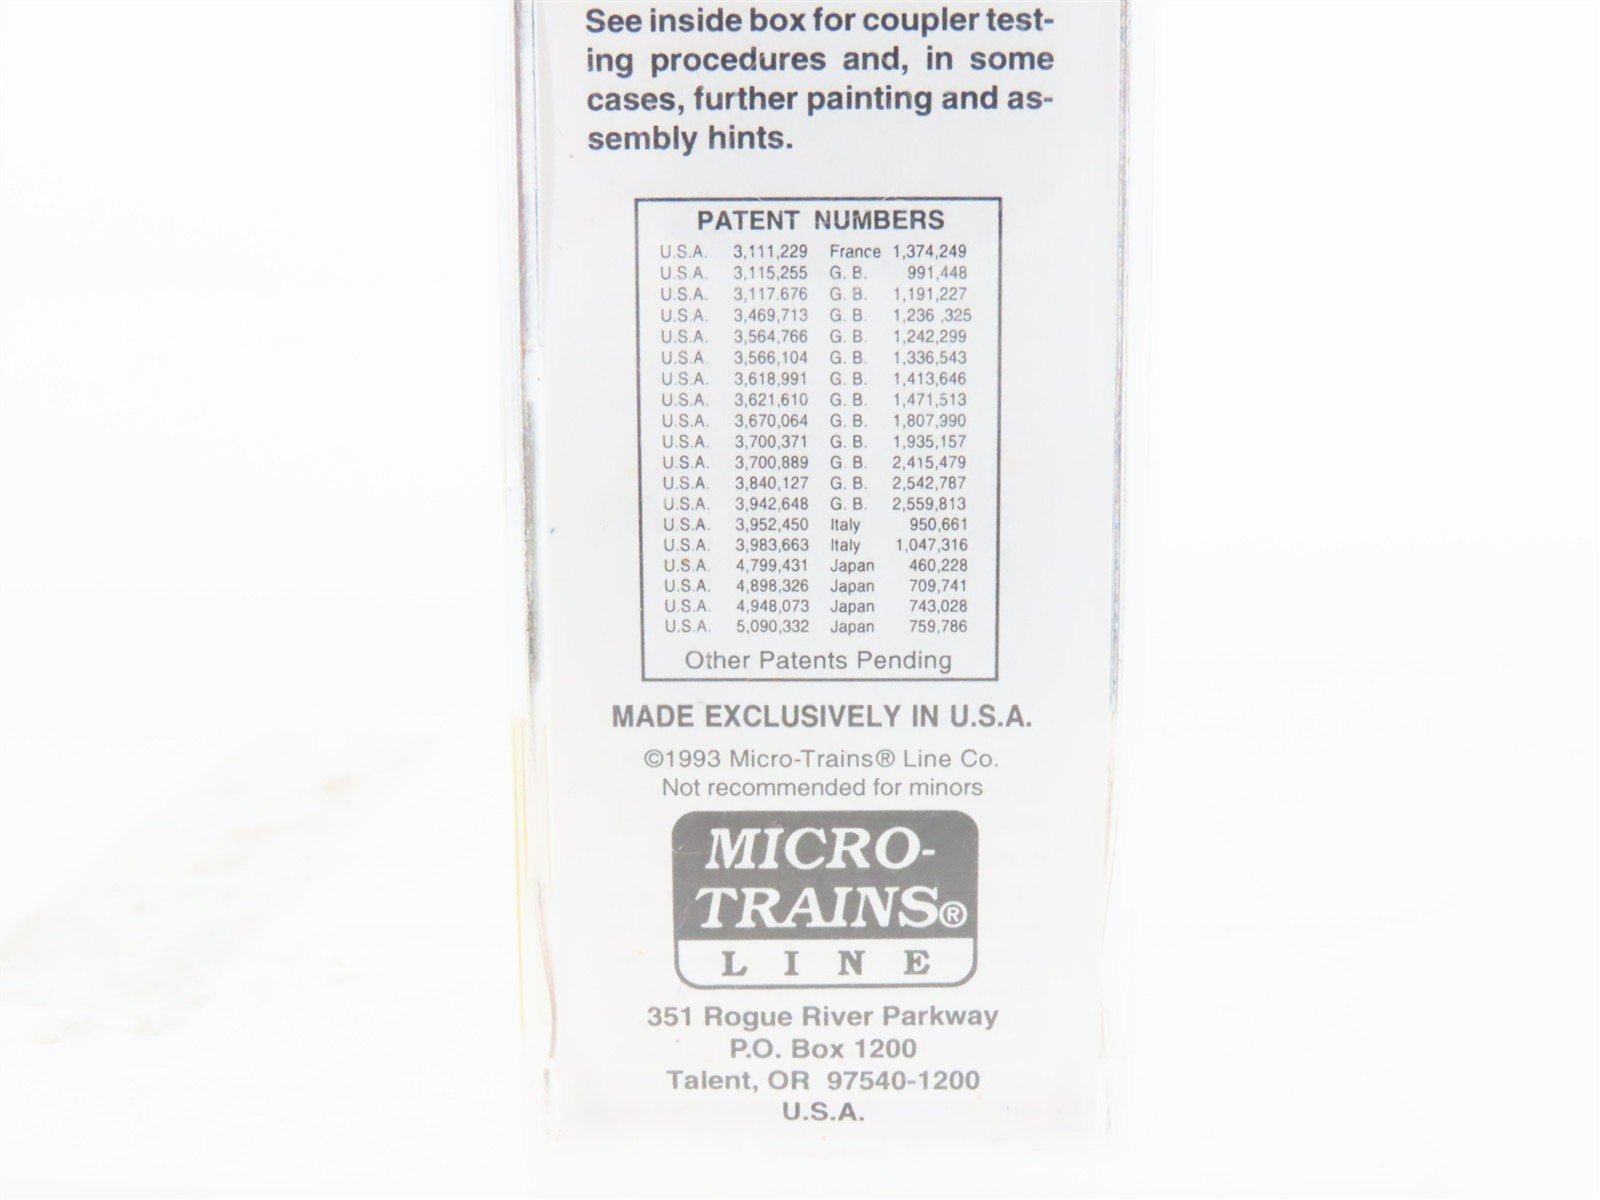 See inside box for coupler test-
ing procedures and, in some
cases, further painting and as-
sembly hints.
PATENT NUMBERS
U.S.A. 3,111,229 France 1,374,249
U.S A. 3,115,255 G. B. 991,448
U.S.A. 3,117.676 G. B. 1,191,227
U.S.A. 3,469,713 G. B. 1,236 ,325
U.S.A. 3,564,766 G. B. 1,242,299
U.S.A. 3,566,104 G. B. 1,336,543
U.S.A. 3,618,991 G. B. 1,413,646
U.S.A. 3,621,610 G. B. 1,471,513
U.S.A. 3,670,064 G. B. 1,807,990
U.S.A. 3,700,371 G. B. 1,935,157
U.S.A. 3,700,889 G. B. 2,415,479
U.S.A. 3,840,127 G. B. 2,542,787
U.S.A. 3,942,648 G. B. 2,559,813
U.S.A. 3,952,450 Italy 950,661
U.S.A. 3,983,663 Italy 1,047,316
U.S.A. 4,799,431 Japan 460,228
U.S.A. 4,898,326 Japan 709,741
U.S.A. 4,948,073 Japan 743,028
U.S.A. 5,090,332 Japan 759,786
Other Patents Pending
MADE EXCLUSIVELY IN U.S.A.
©1993 Micro-Trains® Line Co.
Not recommended for minors
MICRO-
TRAINS®
LINE
351 Rogue River Parkway
P.O. Box 1200
Talent, OR 97540-1200
U.S.A.